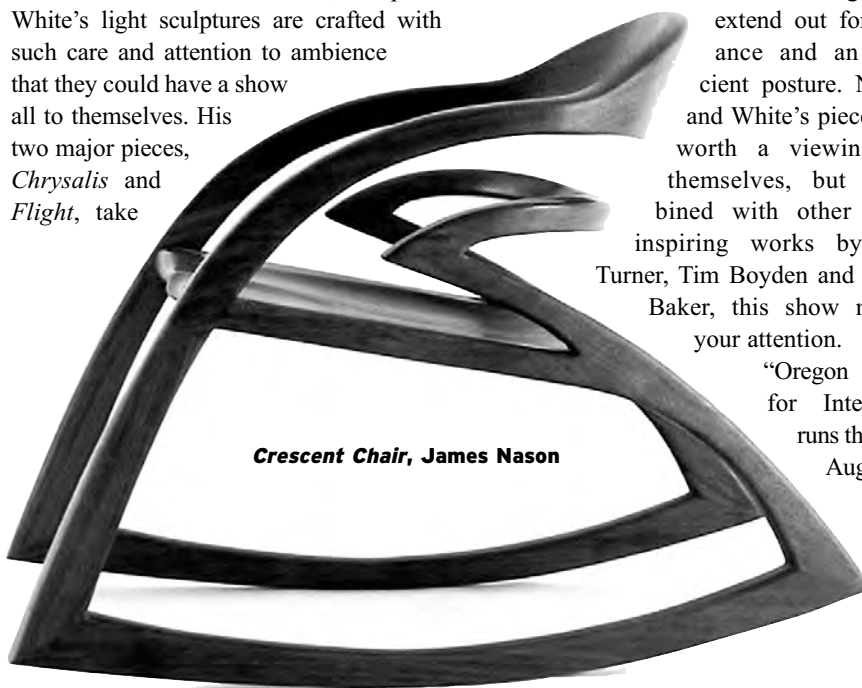 White's light sculptures are crafted with
such care and attention to ambience
that they could have a show
all to themselves. His
two major pieces,
Chrysalis and
Flight, take
Crescent Chair, James Nason
extend out for
ance and an
cient posture. N
and White's piece
worth a viewin
themselves, but
bined with other
inspiring works by
Turner, Tim Boyden and
Baker, this show
your attention.
"Oregon
for Inte
runs th
Aug